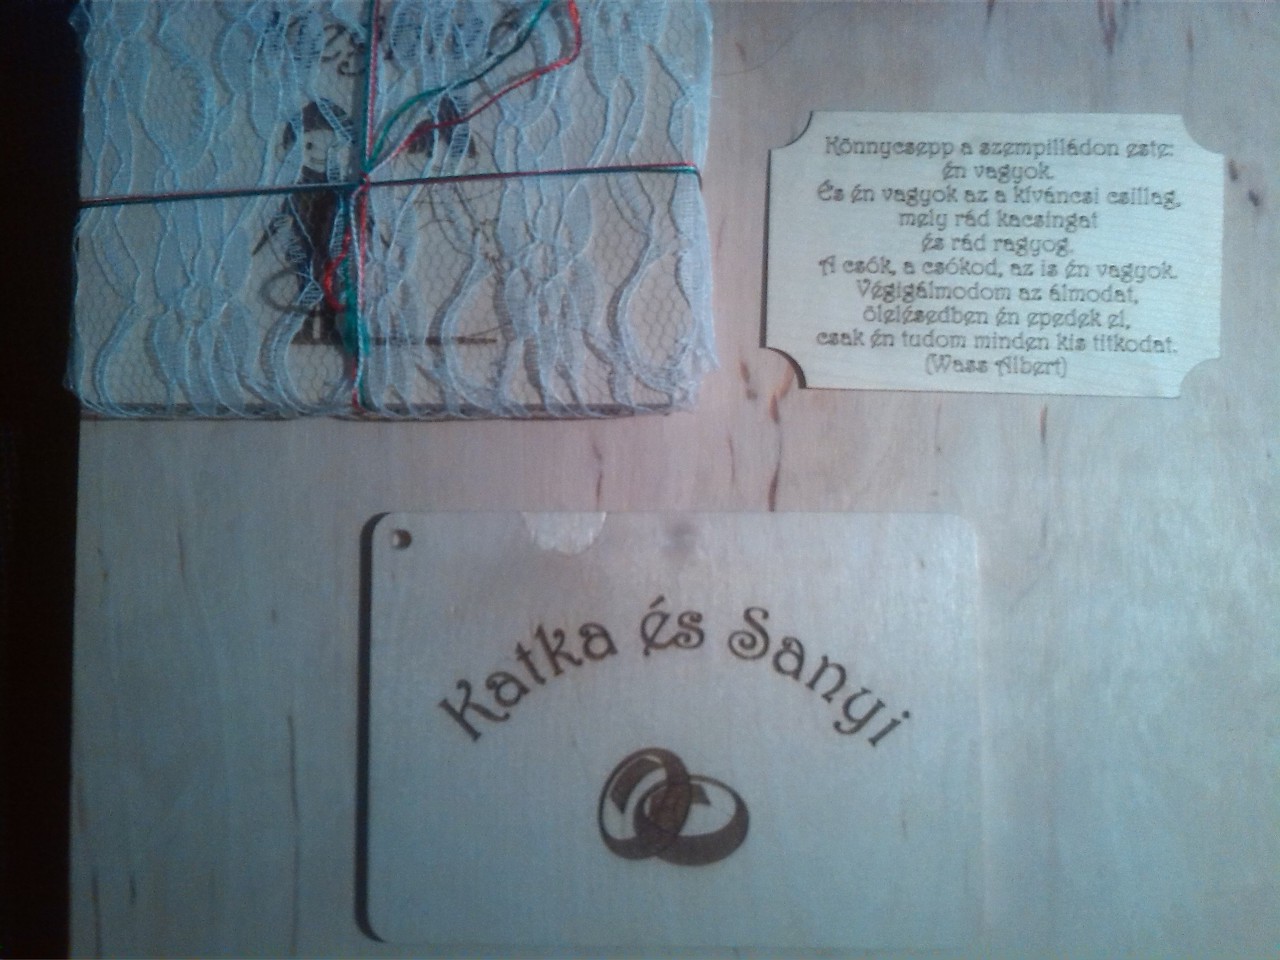 Könnycsepp a szempilládon este:
én vagyok.
És én vagyok az a kíváncsi csillag,
mely rád kacsingat
és rád ragyog.
A csók, a csókod, az is én vagyok.
Végigálmodom az álmodat,
ölelésedben én epedek el,
csak én tudom minden kis titkodat.
(Wass Albert)
Katka és Sanyi